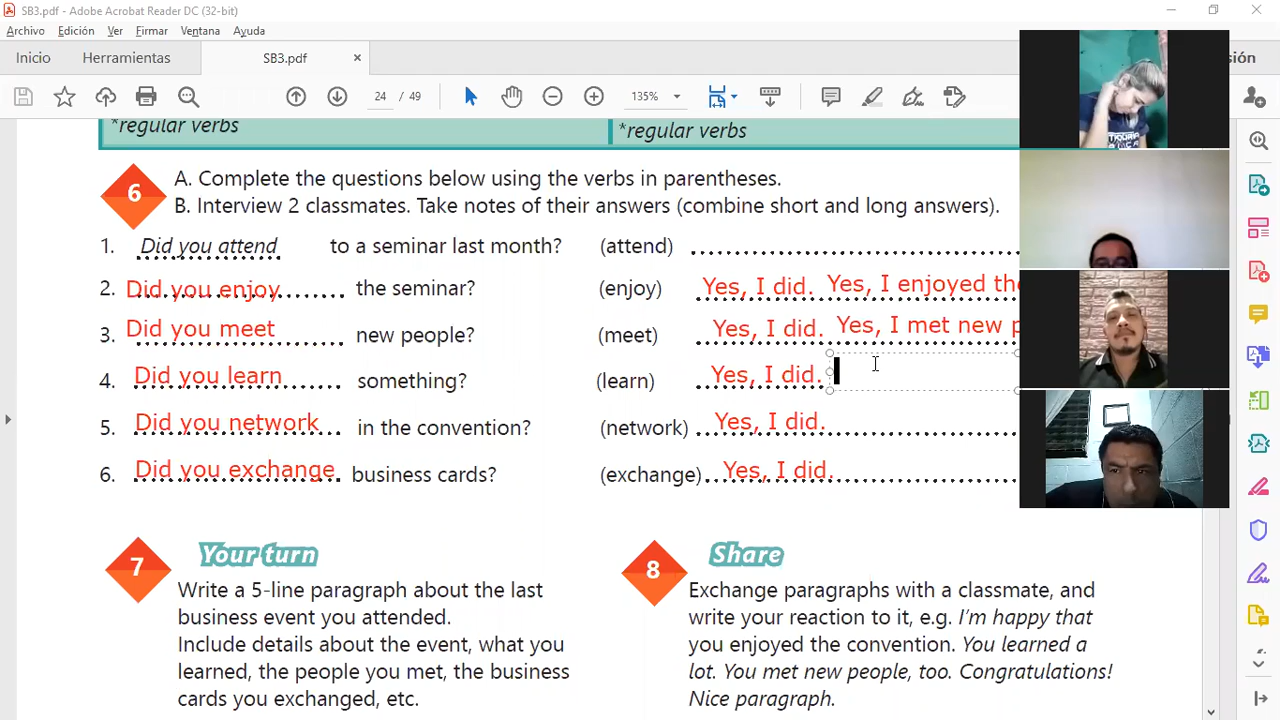 SB3.pdf - Adobe Acrobat Reader DC (32-bit)
Archivo Edición Ver Firmar Ventana Ayuda
Inicio Herramientas SB3.pdf × sión
24 / 49 135%
*regular verbs *regular verbs
6 A. Complete the questions below using the verbs in parentheses.
B. Interview 2 classmates. Take notes of their answers (combine short and long answers).
1. Did you attend to a seminar last month? (attend)
2. Did you enjoy the seminar? (enjoy) Yes, I did. Yes, I enjoyed the
3. Did you meet new people? (meet) Yes, I did. Yes, I met new p
4. Did you learn something? (learn) Yes, I did.
5. Did you network in the convention? (network) Yes, I did.
6. Did you exchange business cards? (exchange) Yes, I did.
7 Your turn
Write a 5-line paragraph about the last
business event you attended.
Include details about the event, what you
learned, the people you met, the business
cards you exchanged, etc.
8 Share
Exchange paragraphs with a classmate, and
write your reaction to it, e.g. I'm happy that
you enjoyed the convention. You learned a
lot. You met new people, too. Congratulations!
Nice paragraph.